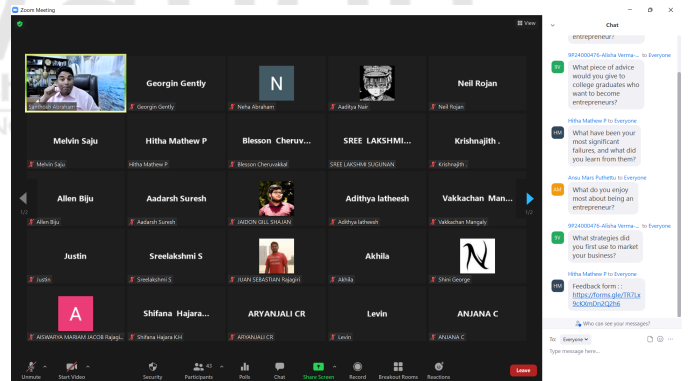 Zoom Meeting
View
Santhosh Abraham
Georgin Gently
Georgin Gently
N
Neha Abraham
Aaditya Nair
Neil Rojan
Neil Rojan
Melvin Saju
Melvin Saju
Hitha Mathew P
Hitha Mathew P
Blesson Cheruv...
Blesson Cheruvakkal
SREE LAKSHMI...
SREE LAKSHMI SUGUNAN
Krishnajith .
Krishnajith .
1/2
Allen Biju
Allen Biju
Aadarsh Suresh
Aadarsh Suresh
JAIDON GILL SHAJAN
Adithya latheesh
Adithya latheesh
Vakkachan Man...
Vakkachan Mangaly
1/2
Justin
Justin
Sreelakshmi S
Sreelakshmi S
JUAN SEBASTIAN Rajagiri
Akhila
Akhila
N
Shini George
A
AISWARYA MARIAM JACOB Rajagi...
Shifana Hajara...
Shifana Hajara K.H
ARYANJALI CR
ARYANJALI CR
Levin
Levin
ANJANA C
ANJANA C
Unmute
Start Video
Security
43
Participants
Polls
Chat
Share Screen
Record
Breakout Rooms
Reactions
Leave
Chat
entrepreneur?
9P24000476-Alisha Verma-... to Everyone
9V
What piece of advice
would you give to
college graduates who
want to become
entrepreneurs?
Hitha Mathew P to Everyone
HM
What have been your
most significant
failures, and what did
you learn from them?
Ansu Mars Puthettu to Everyone
AM
What do you enjoy
most about being an
entrepreneur?
9P24000476-Alisha Verma-... to Everyone
9V
What strategies did
you first use to market
your business?
Hitha Mathew P to Everyone
HM
Feedback form : :
Who can see your messages?
To: Everyone
Type message here...